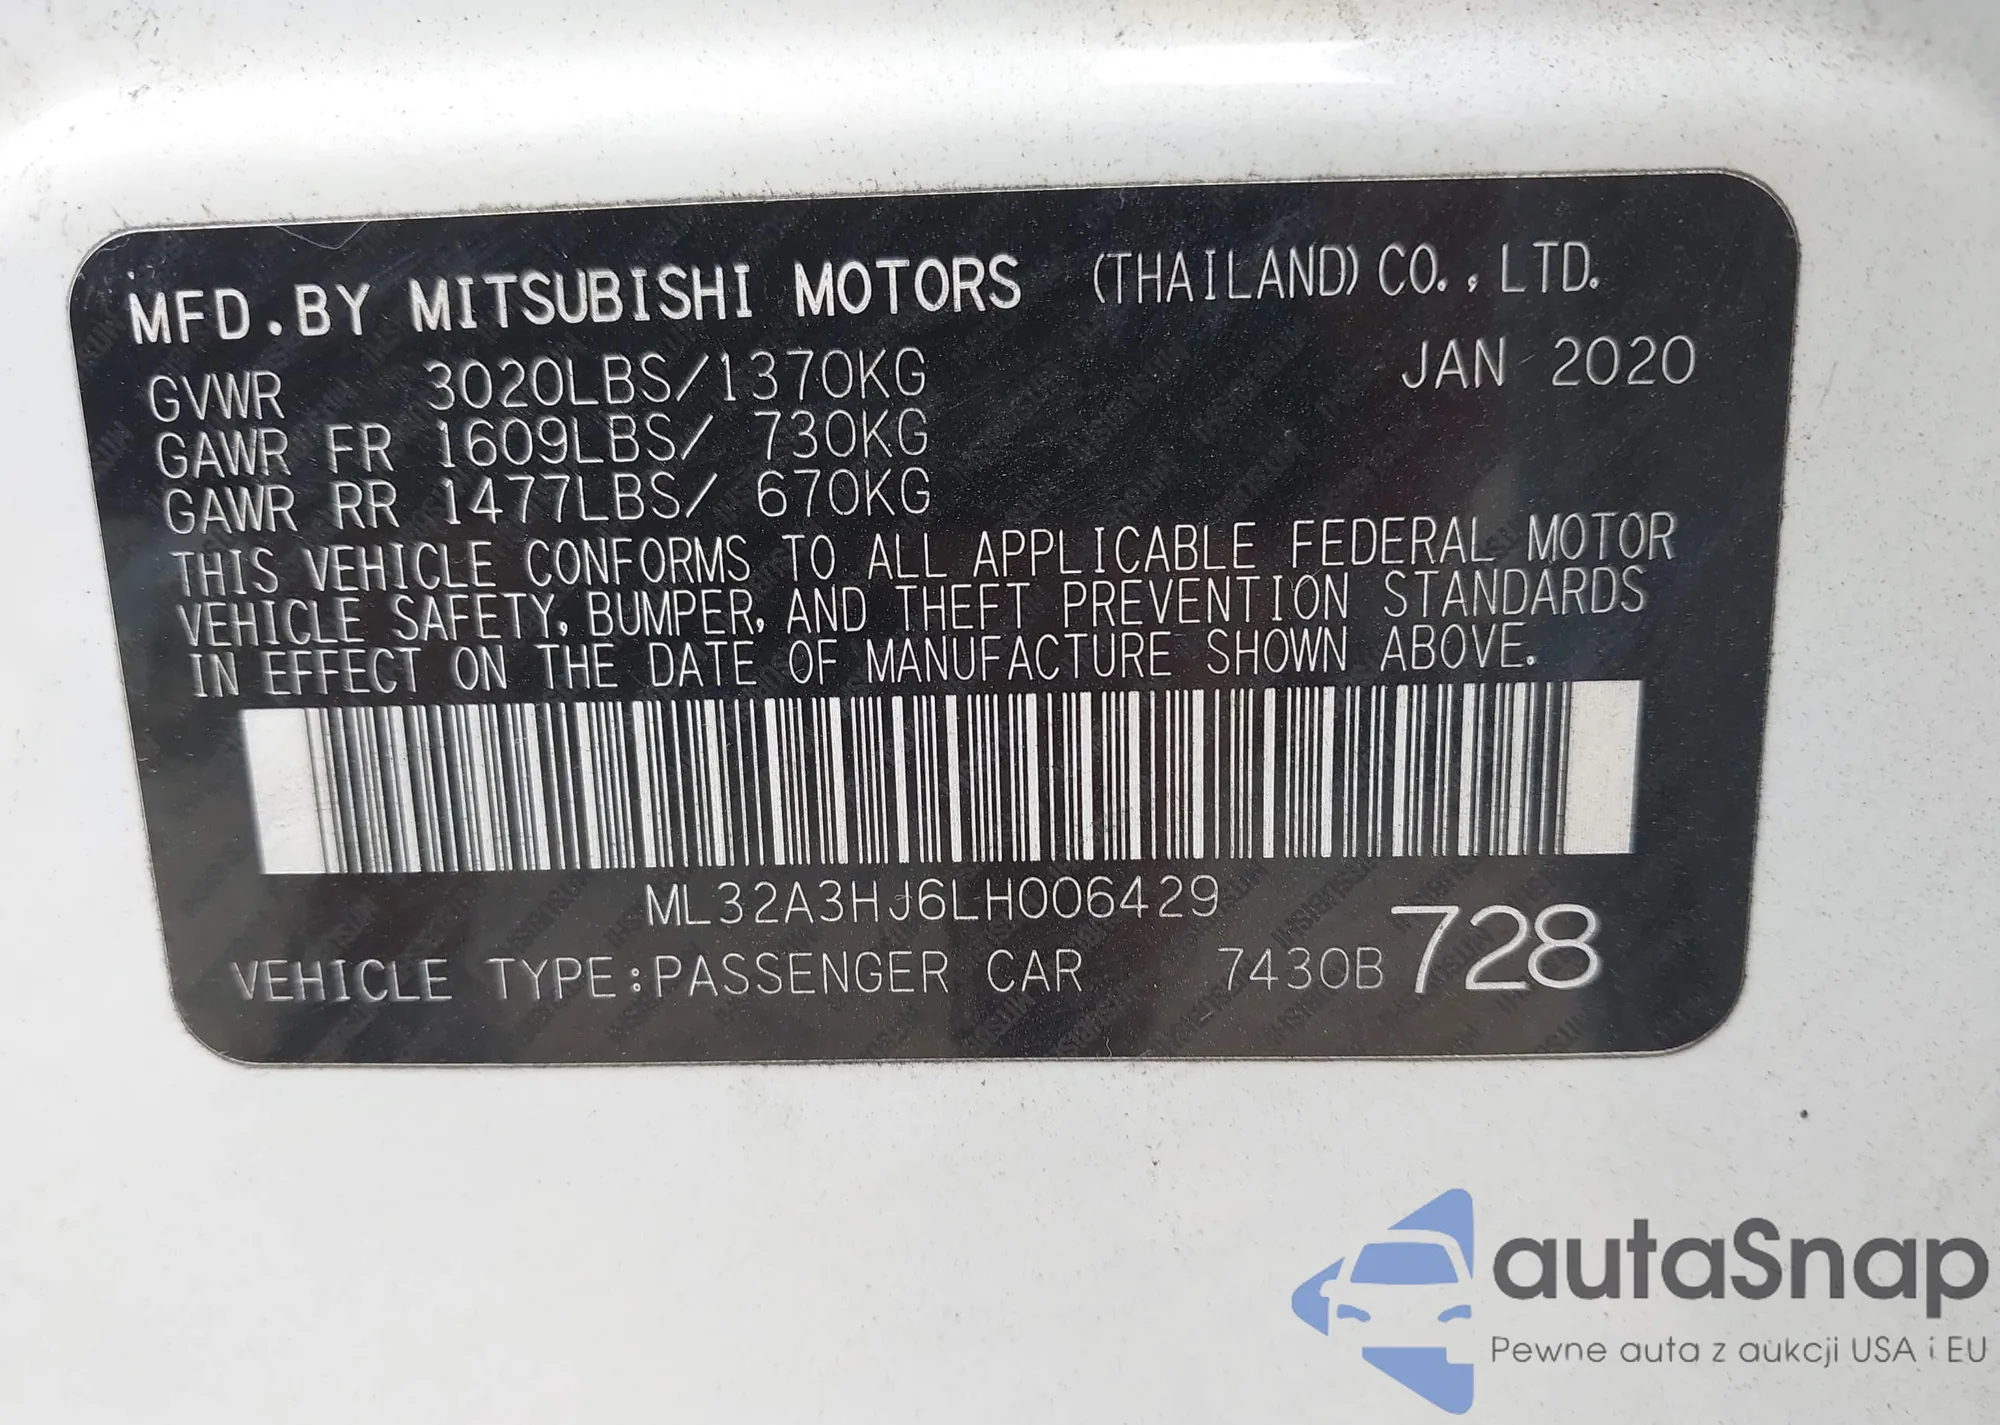 MFD.BY MITSUBISHI MOTORS (THAILAND) CO., LTD.
GVWR 3020LBS/1370KG JAN 2020
GAWR FR 1609LBS/ 730KG
GAWR RR 1477LBS/ 670KG
THIS VEHICLE CONFORMS TO ALL APPLICABLE FEDERAL MOTOR
VEHICLE SAFETY, BUMPER, AND THEFT PREVENTION STANDARDS
IN EFFECT ON THE DATE OF MANUFACTURE SHOWN ABOVE.
ML32A3HJ6LH006429
VEHICLE TYPE:PASSENGER CAR 7430B 728
autaSnap
Pewne auta z aukcji USA i EU